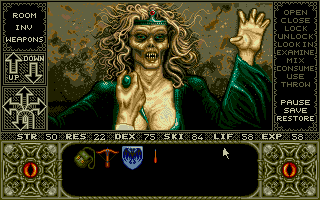 ROOM
INV
WEAPONS
UP
DOWN
OPEN
CLOSE
LOCK
UNLOCK
LOOK IN
EXAMINE
MIX
CONSUME
USE
THROW
PAUSE
SAVE
RESTORE
STR 50 RES 22 DEX 75 SKI 84 LIF 58 EXP 58